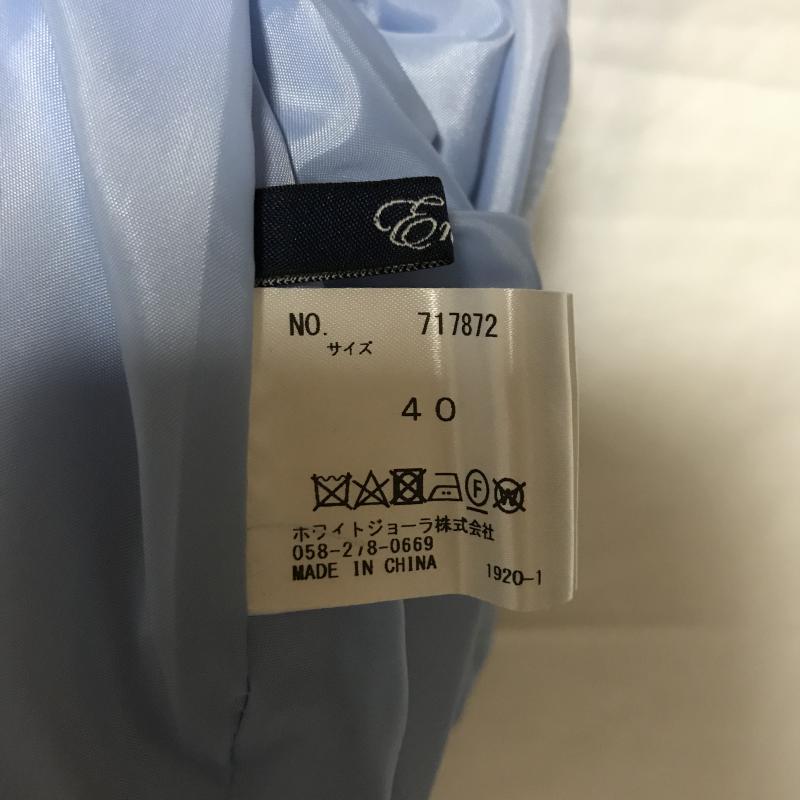 En
NO. 717872
サイズ
40
F W
ホワイトジョーラ株式会社
058-278-0669
MADE IN CHINA 1920-1